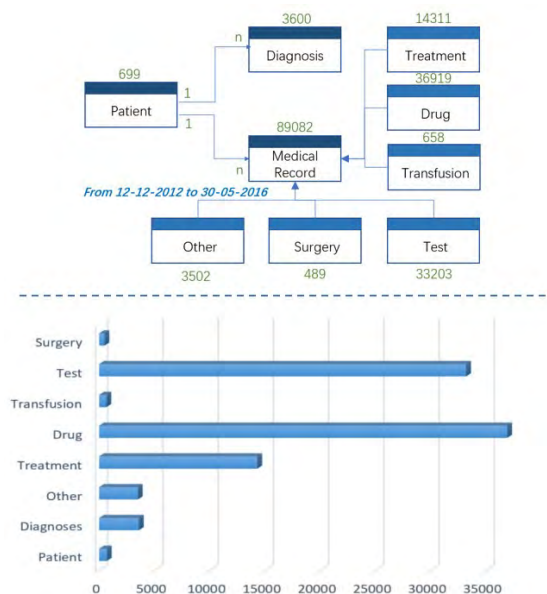 3600
14311
n
Diagnosis
Treatment
699
36919
1
Patient
Drug
1
89082
658
Medical
Record
n
Transfusion
From 12-12-2012 to 30-05-2016
Other
Surgery
Test
3502
489
33203
Surgery
Test
Transfusion
Drug
Treatment
Other
Diagnoses
Patient
0 5000 10000 15000 20000 25000 30000 35000